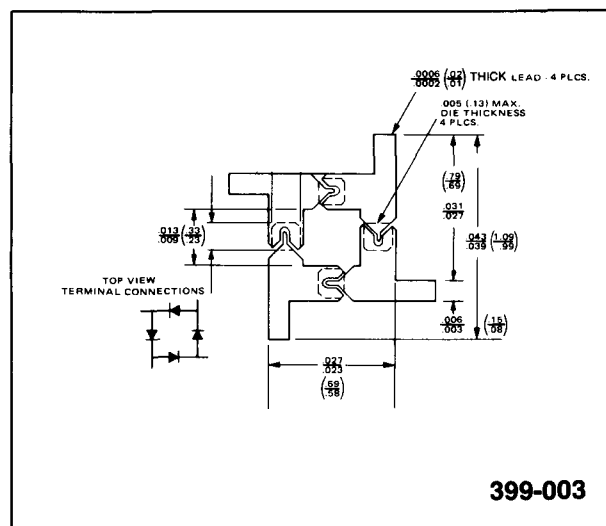 .0006 (.02) THICK LEAD - 4 PLCS.
.0002 (.01)
.005 (.13) MAX.
DIE THICKNESS
4 PLCS.
(.79)
(.69)
.031
.027
.013 (.33)
.009 (.23)
.043 (1.09)
.039 (.99)
TOP VIEW
TERMINAL CONNECTIONS
.006 (.15)
.003 (.08)
.027
.023
(.69)
(.58)
399-003